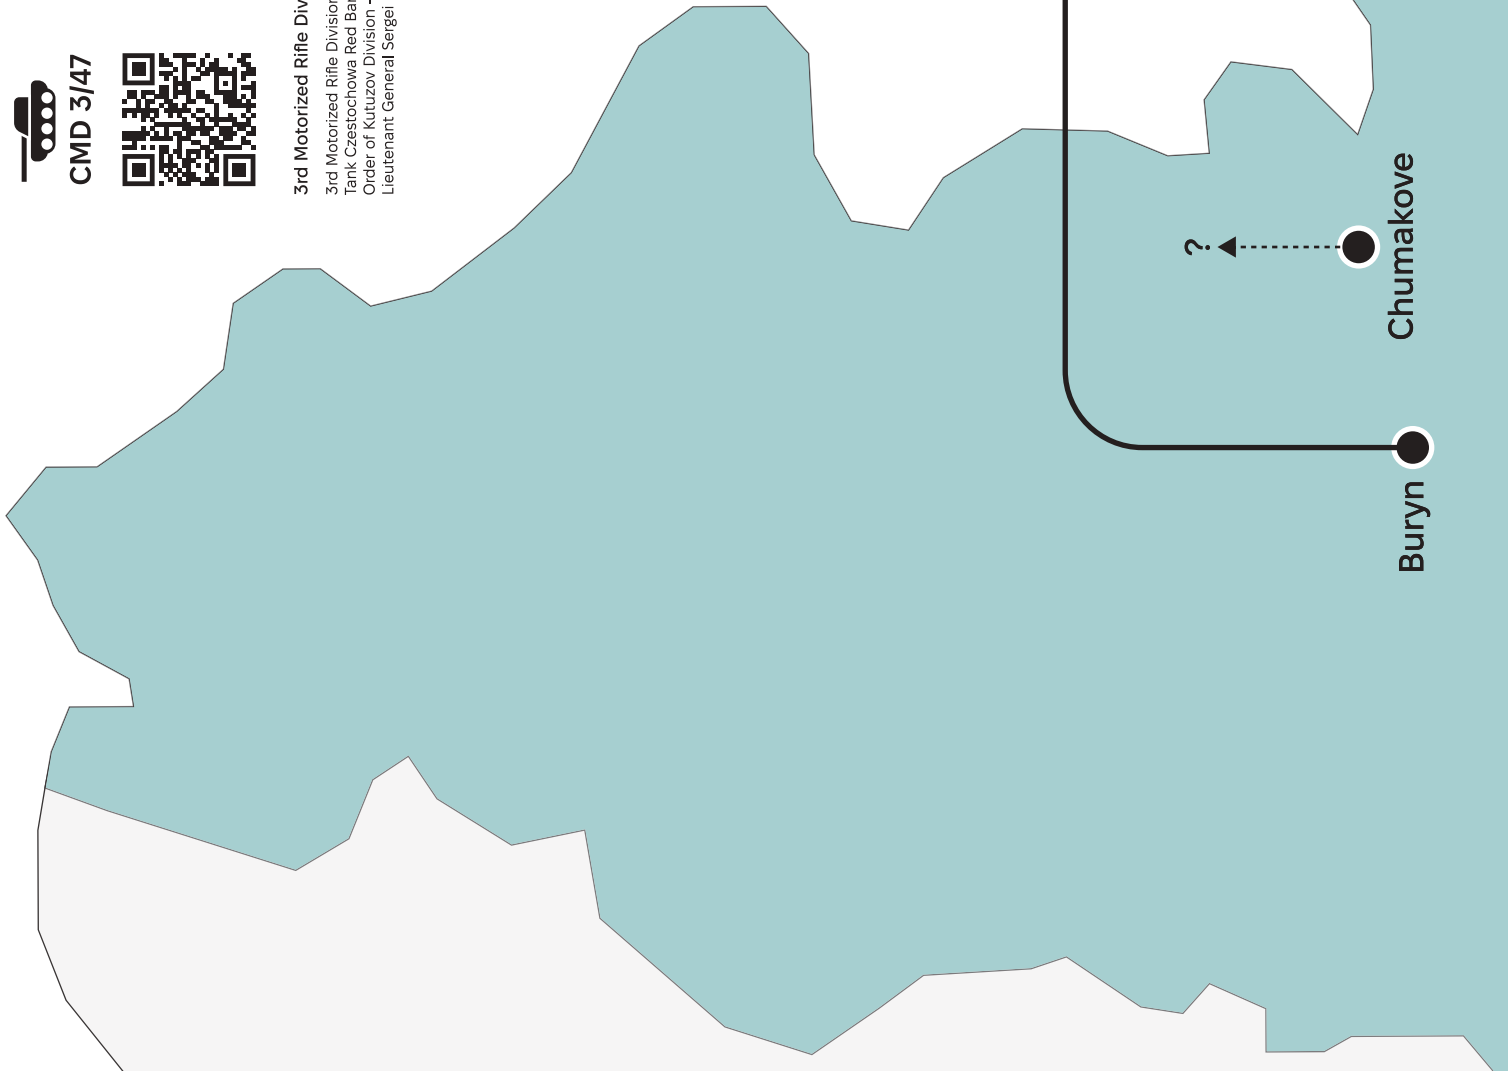 CMD 3/47
3rd Motorized Rifle Div
3rd Motorized Rifle Division
Tank Czestochowa Red Ban
Order of Kutuzov Division –
Lieutenant General Sergei
?
Chumakove
Buryn